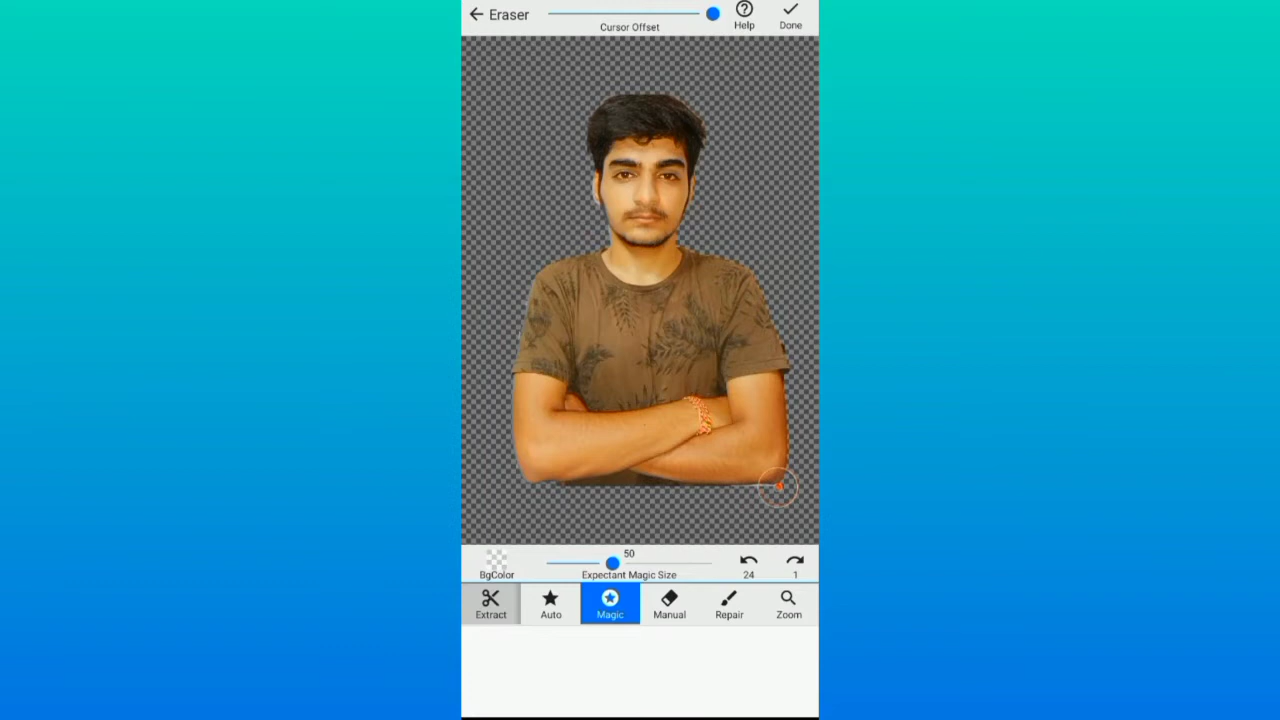 Eraser
Cursor Offset
Help
Done
50
BgColor
Expectant Magic Size
24
1
Extract
Auto
Magic
Manual
Repair
Zoom